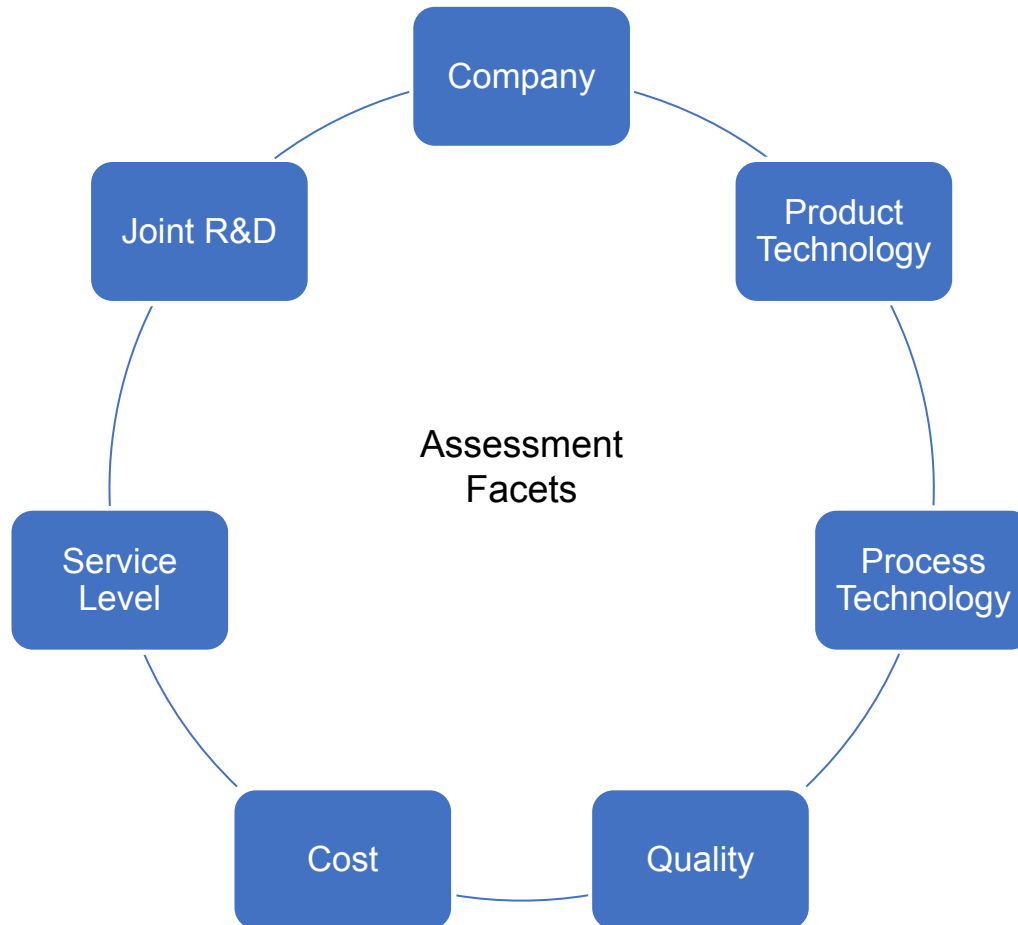 Company
Product
Technology
Process
Technology
Quality
Cost
Service
Level
Joint R&D
Assessment
Facets